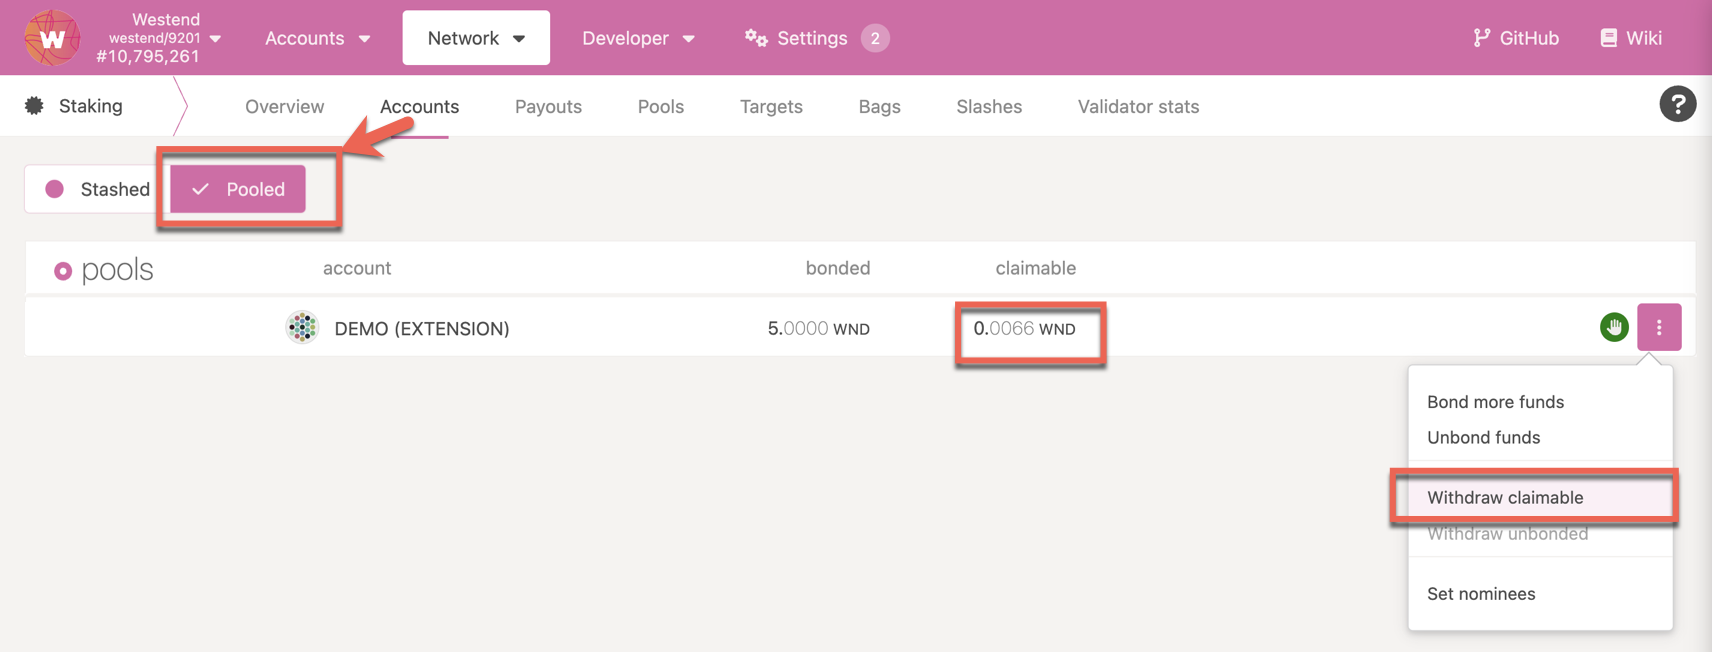 W
Westend
westend/9201
#10,795,261
Accounts
Network
Developer
Settings
2
GitHub
Wiki
Staking
Overview
Accounts
Payouts
Pools
Targets
Bags
Slashes
Validator stats
?
Stashed
Pooled
pools
account
bonded
claimable
DEMO (EXTENSION)
5.0000 WND
0.0066 WND
Bond more funds
Unbond funds
Withdraw claimable
Withdraw unbonded
Set nominees